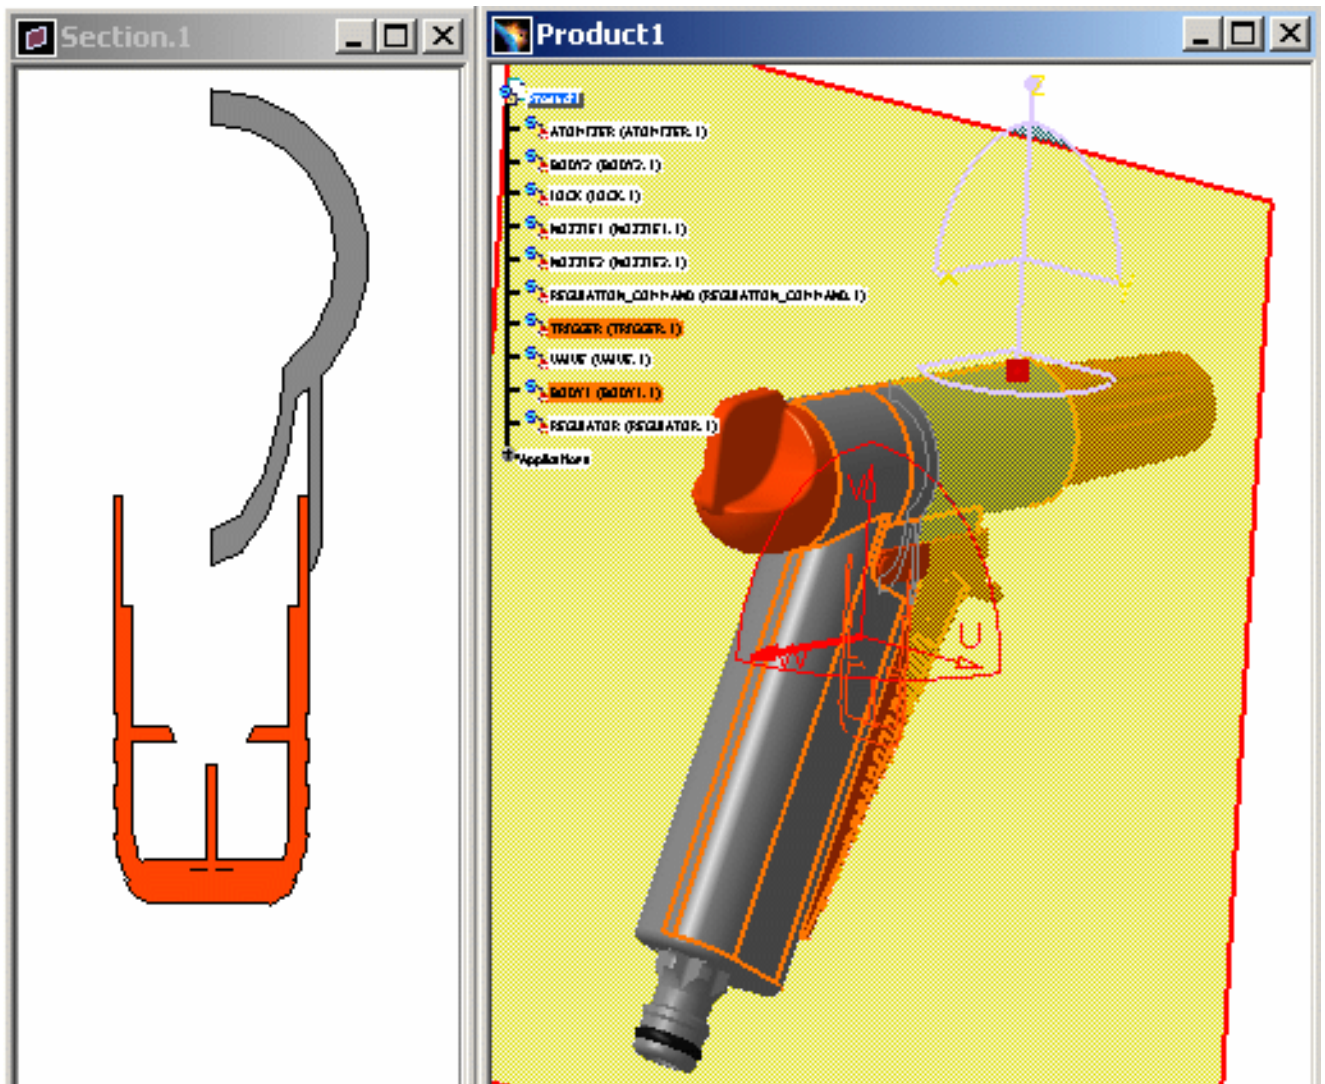 Section.1
Product1
Product1
ATOMIZER (ATOMIZER.1)
BODY2 (BODY2.1)
LOCK (LOCK.1)
NOZZLE1 (NOZZLE1.1)
NOZZLE2 (NOZZLE2.1)
REGULATION_COMMAND (REGULATION_COMMAND.1)
TRIGGER (TRIGGER.1)
VALVE (VALVE.1)
BODY1 (BODY1.1)
REGULATOR (REGULATOR.1)
Applications
Z
X
Y
V
W
U